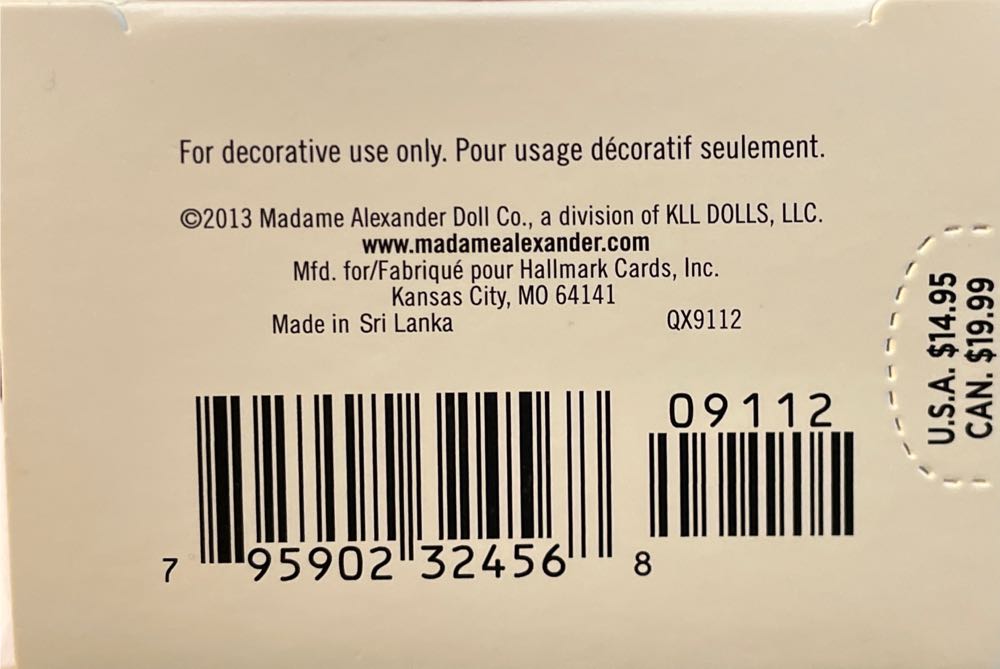 For decorative use only. Pour usage décoratif seulement.
©2013 Madame Alexander Doll Co., a division of KLL DOLLS, LLC.
www.madamealexander.com
Mfd. for/Fabriqué pour Hallmark Cards, Inc.
Kansas City, MO 64141
Made in Sri Lanka QX9112
09112
7 95902 32456 8
U.S.A. $14.95
CAN. $19.99